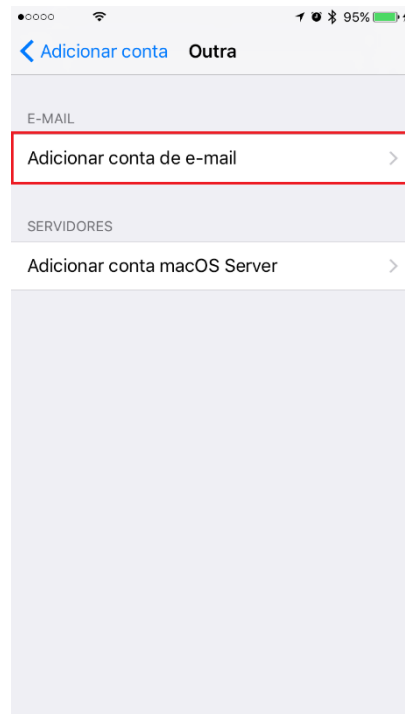 95%
Adicionar conta Outra
E-MAIL
Adicionar conta de e-mail
SERVIDORES
Adicionar conta macOS Server